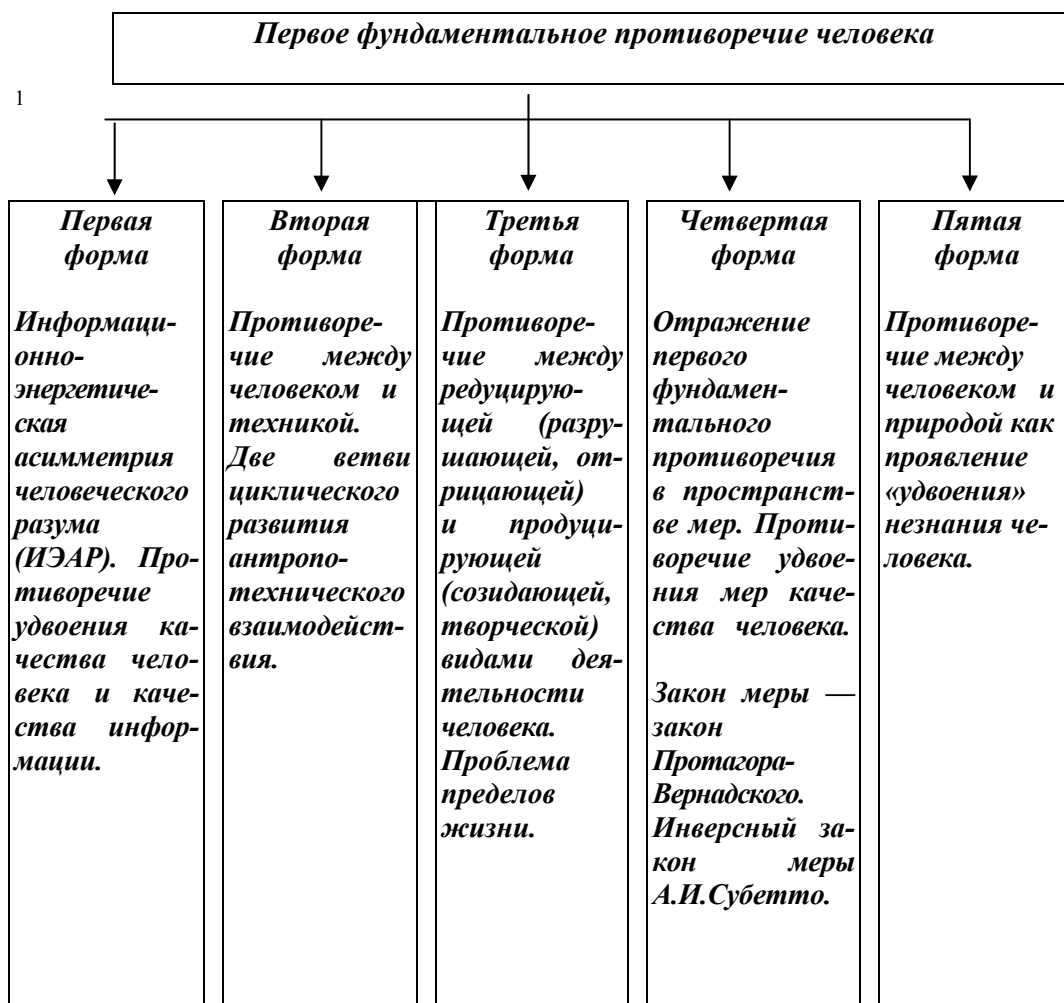 Первое фундаментальное противоречие человека
1
Первая
форма
Информаци-
онно-
энергетиче-
ская
асимметрия
человеческого
разума
(ИЭАР). Про-
тиворечие
удвоения ка-
чества чело-
века и каче-
ства инфор-
мации.
Вторая
форма
Противоре-
чие между
человеком и
техникой.
Две ветви
циклического
развития
антропо-
технического
взаимодейст-
вия.
Третья
форма
Противоре-
чие между
редуцирую-
щей (разру-
шающей, от-
рицающей)
и продуци-
рующей
(созидающей,
творческой)
видами дея-
тельности
человека.
Проблема
пределов
жизни.
Четвертая
форма
Отражение
первого
фундамен-
тального
противоречия
в пространст-
ве мер. Проти-
воречие удвое-
ния мер каче-
ства человека.
Закон меры —
закон
Протагора-
Вернадского.
Инверсный за-
кон меры
А.И.Субетто.
Пятая
форма
Противоре-
чие между
человеком и
природой как
проявление
«удвоения»
незнания че-
ловека.